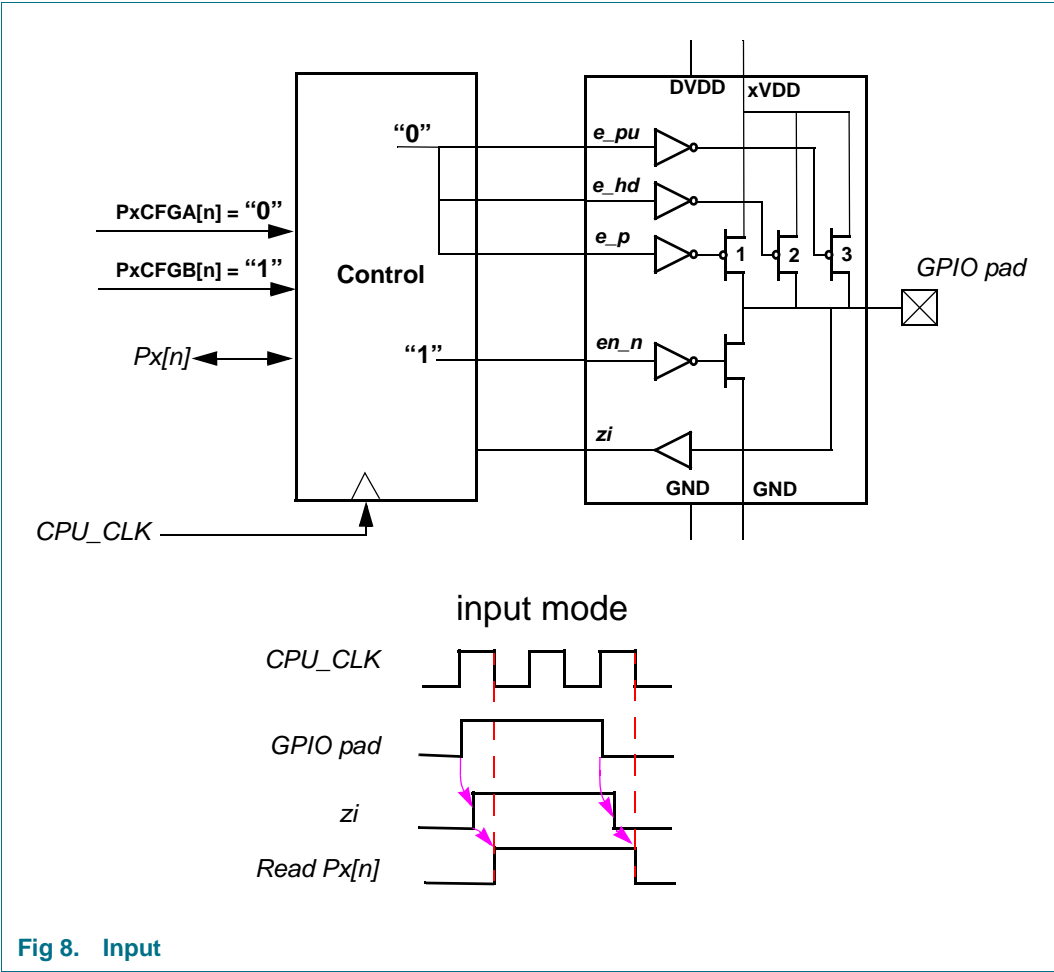 DVDD
xVDD
“0”
e_pu
e_hd
PxCFGA[n] = “0”
e_p
1
2
3
PxCFGB[n] = “1”
Control
GPIO pad
Px[n]
“1”
en_n
zi
GND
GND
CPU_CLK
input mode
CPU_CLK
GPIO pad
zi
Read Px[n]
Fig 8. Input